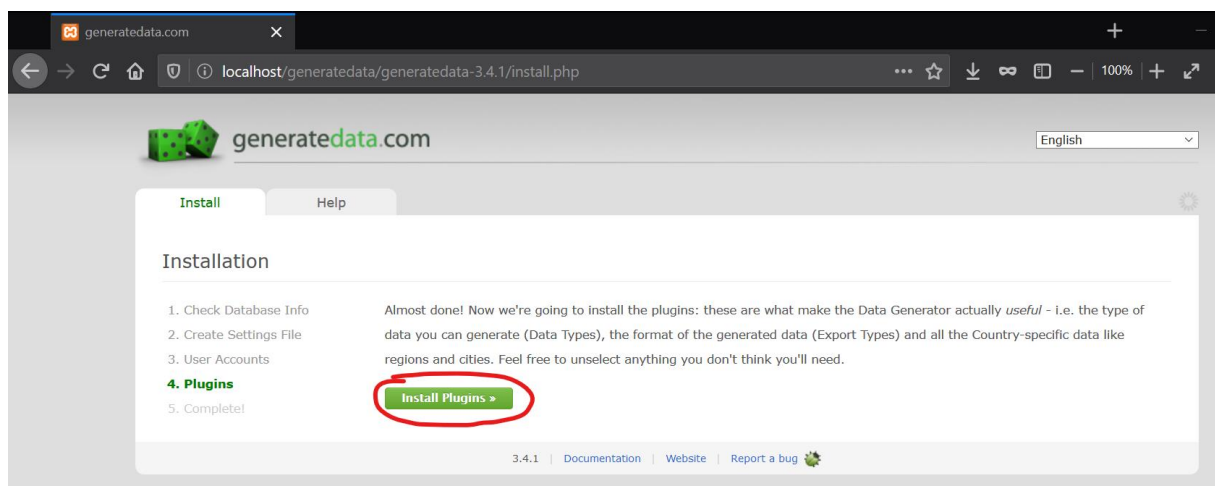 generatedata.com
localhost/generatedata/generatedata-3.4.1/install.php
100%
generatedata.com
English
Install Help
Installation
1. Check Database Info
2. Create Settings File
3. User Accounts
4. Plugins
5. Complete!
Almost done! Now we're going to install the plugins: these are what make the Data Generator actually useful - i.e. the type of
data you can generate (Data Types), the format of the generated data (Export Types) and all the Country-specific data like
regions and cities. Feel free to unselect anything you don't think you'll need.
Install Plugins »
3.4.1 | Documentation | Website | Report a bug